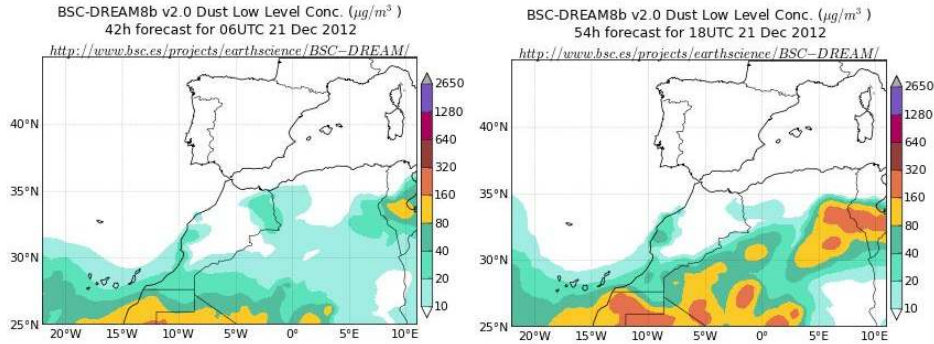 BSC-DREAM8b v2.0 Dust Low Level Conc. (μg/m³ )
42h forecast for 06UTC 21 Dec 2012
http://www.bsc.es/projects/earthscience/BSC−DREAM/
2650
1280
640
320
160
80
40
20
10
40°N
35°N
30°N
25°N
20°W
15°W
10°W
5°W
0°
5°E
10°E
BSC-DREAM8b v2.0 Dust Low Level Conc. (μg/m³ )
54h forecast for 18UTC 21 Dec 2012
http://www.bsc.es/projects/earthscience/BSC−DREAM/
2650
1280
640
320
160
80
40
20
10
40°N
35°N
30°N
25°N
20°W
15°W
10°W
5°W
0°
5°E
10°E